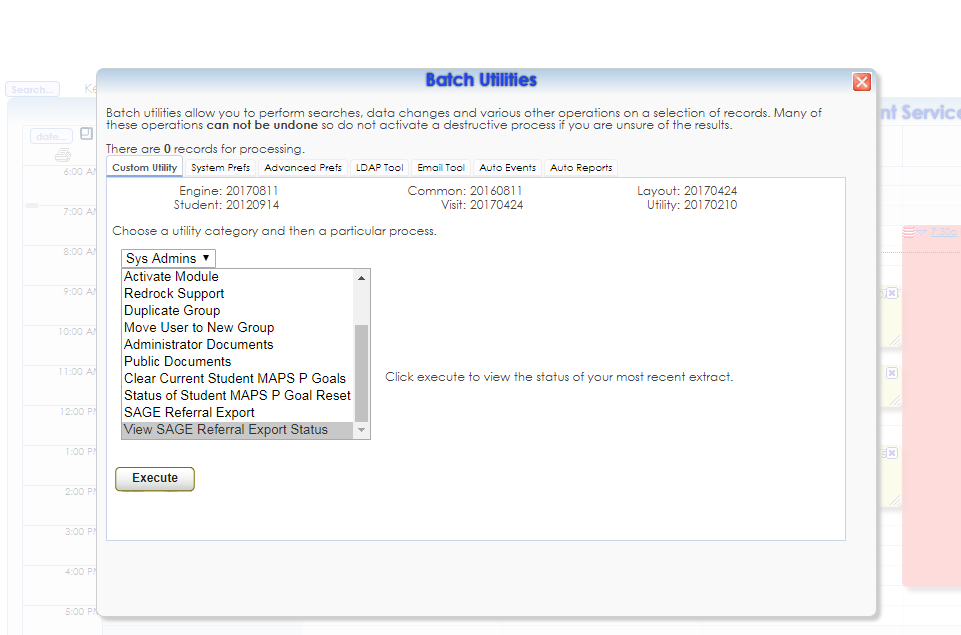 Batch Utilities
Search...
Ke
nt Service
date...
Batch utilities allow you to perform searches, data changes and various other operations on a selection of records. Many of
these operations can not be undone so do not activate a destructive process if you are unsure of the results.
There are 0 records for processing.
Custom Utility System Prefs Advanced Prefs LDAP Tool Email Tool Auto Events Auto Reports
Engine: 20170811 Common: 20160811 Layout: 20170424
Student: 20120914 Visit: 20170424 Utility: 20170210
Choose a utility category and then a particular process.
Sys Admins
Activate Module
Redrock Support
Duplicate Group
Move User to New Group
Administrator Documents
Public Documents
Clear Current Student MAPS P Goals
Status of Student MAPS P Goal Reset
SAGE Referral Export
View SAGE Referral Export Status
Click execute to view the status of your most recent extract.
Execute
6:00 AM
7:00 AM
8:00 AM
9:00 AM
10:00 AM
11:00 AM
12:00 PM
1:00 PM
2:00 PM
3:00 PM
4:00 PM
5:00 PM
7:30a